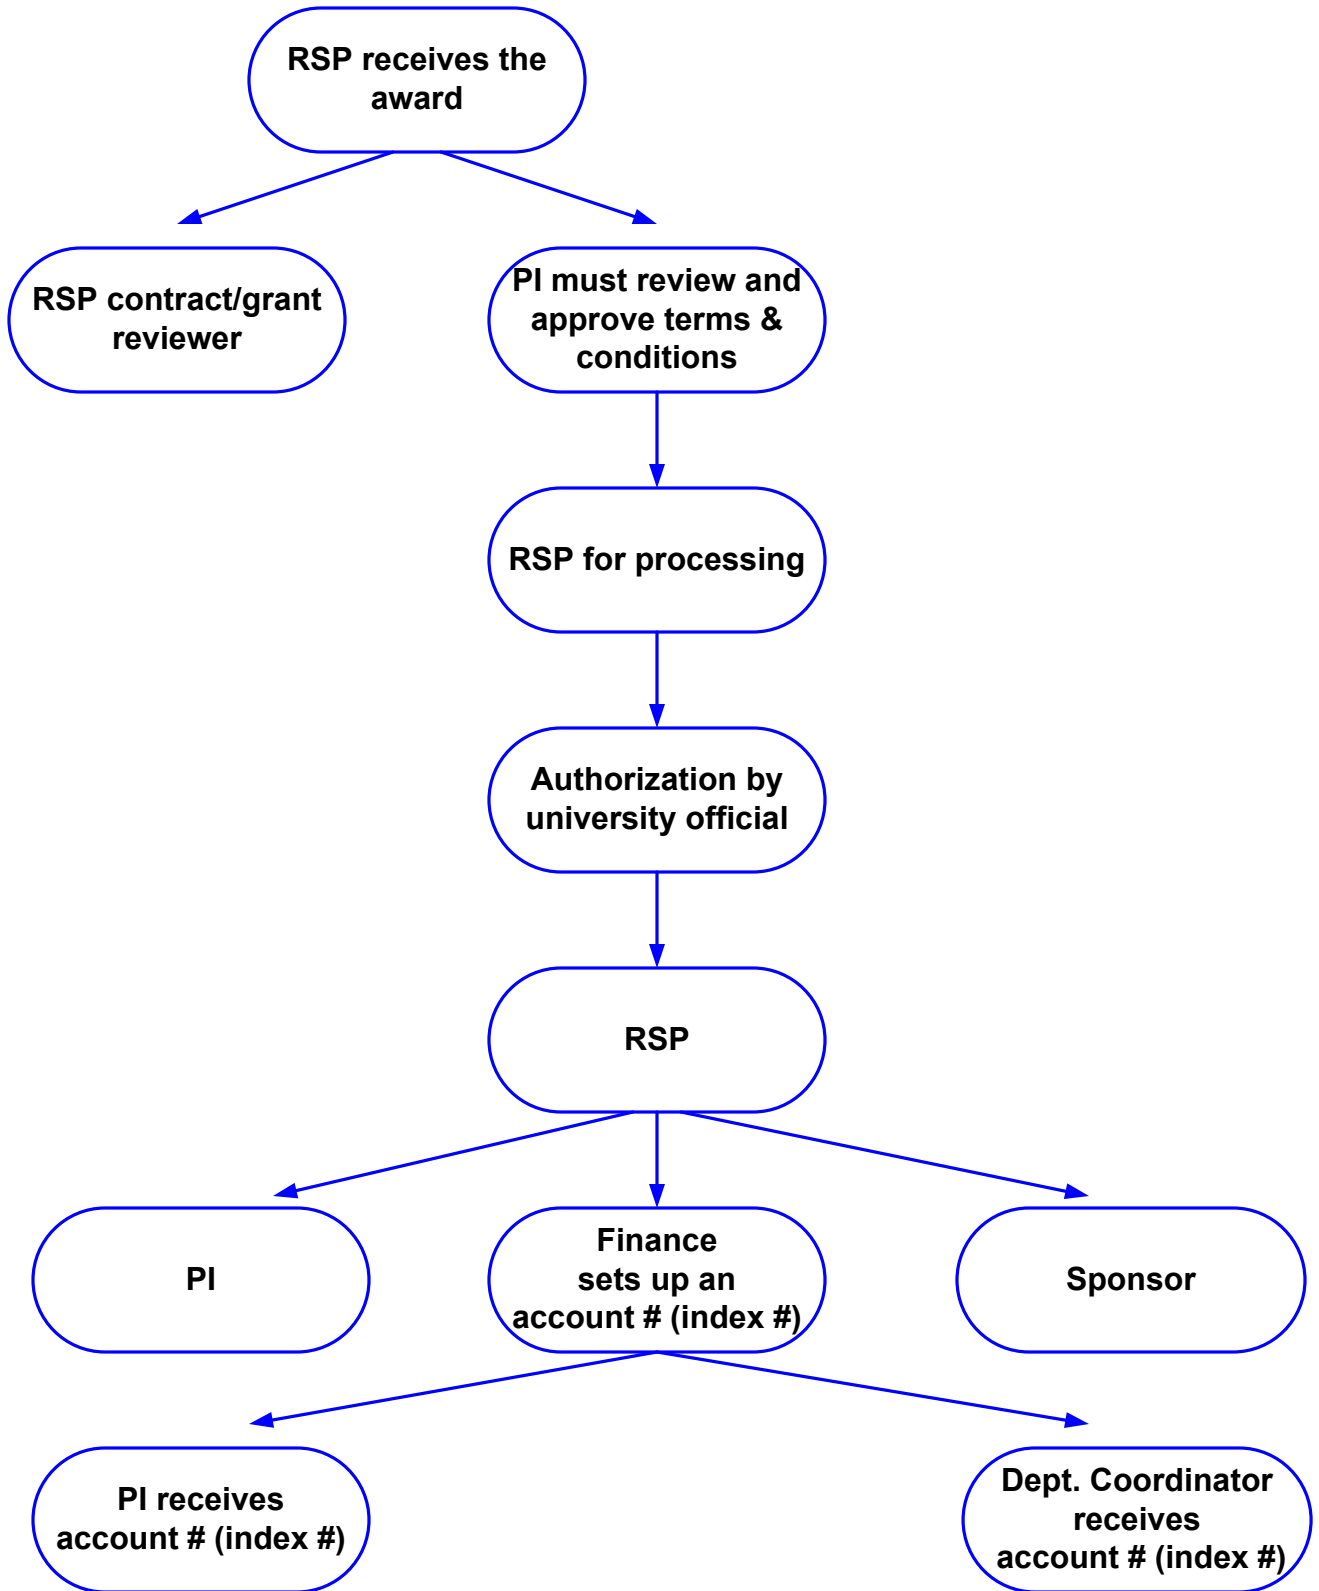 RSP receives the
award
RSP contract/grant
reviewer
PI must review and
approve terms &
conditions
RSP for processing
Authorization by
university official
RSP
PI
Finance
sets up an
account # (index #)
Sponsor
PI receives
account # (index #)
Dept. Coordinator
receives
account # (index #)